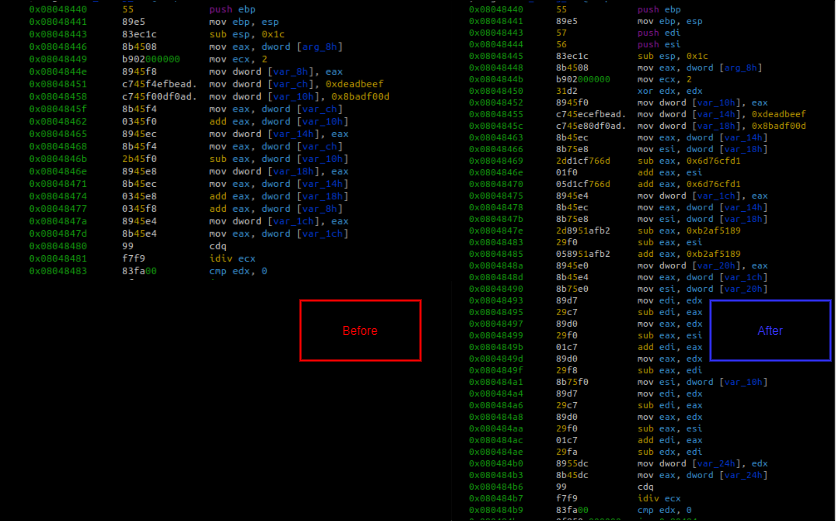 0x08048440 55 push ebp
0x08048441 89e5 mov ebp, esp
0x08048443 83ec1c sub esp, 0x1c
0x08048446 8b4508 mov eax, dword [arg_8h]
0x08048449 b902000000 mov ecx, 2
0x0804844e 8945f8 mov dword [var_8h], eax
0x08048451 c745f4efbead. mov dword [var_ch], 0xdeadbeef
0x08048458 c745f00df0ad. mov dword [var_10h], 0x8badf00d
0x0804845f 8b45f4 mov eax, dword [var_ch]
0x08048462 0345f0 add eax, dword [var_10h]
0x08048465 8945ec mov dword [var_14h], eax
0x08048468 8b45f4 mov eax, dword [var_ch]
0x0804846b 2b45f0 sub eax, dword [var_10h]
0x0804846e 8945e8 mov dword [var_18h], eax
0x08048471 8b45ec mov eax, dword [var_14h]
0x08048474 0345e8 add eax, dword [var_18h]
0x08048477 0345f8 add eax, dword [var_8h]
0x0804847a 8945e4 mov dword [var_1ch], eax
0x0804847d 8b45e4 mov eax, dword [var_1ch]
0x08048480 99 cdq
0x08048481 f7f9 idiv ecx
0x08048483 83fa00 cmp edx, 0
Before
0x08048440 55 push ebp
0x08048441 89e5 mov ebp, esp
0x08048443 57 push edi
0x08048444 56 push esi
0x08048445 83ec1c sub esp, 0x1c
0x08048448 8b4508 mov eax, dword [arg_8h]
0x0804844b b902000000 mov ecx, 2
0x08048450 31d2 xor edx, edx
0x08048452 8945f0 mov dword [var_10h], eax
0x08048455 c745ecefbead. mov dword [var_14h], 0xdeadbeef
0x0804845c c745e80df0ad. mov dword [var_18h], 0x8badf00d
0x08048463 8b45ec mov eax, dword [var_14h]
0x08048466 8b75e8 mov esi, dword [var_18h]
0x08048469 2dd1cf766d sub eax, 0x6d76cfd1
0x0804846e 01f0 add eax, esi
0x08048470 05d1cf766d add eax, 0x6d76cfd1
0x08048475 8945e4 mov dword [var_1ch], eax
0x08048478 8b45ec mov eax, dword [var_14h]
0x0804847b 8b75e8 mov esi, dword [var_18h]
0x0804847e 2d8951afb2 sub eax, 0xb2af5189
0x08048483 29f0 sub eax, esi
0x08048485 058951afb2 add eax, 0xb2af5189
0x0804848a 8945e0 mov dword [var_20h], eax
0x0804848d 8b45e4 mov eax, dword [var_1ch]
0x08048490 8b75e0 mov esi, dword [var_20h]
0x08048493 89d7 mov edi, edx
0x08048495 29c7 sub edi, eax
0x08048497 89d0 mov eax, edx
0x08048499 29f0 sub eax, esi
0x0804849b 01c7 add edi, eax
0x0804849d 89d0 mov eax, edx
0x0804849f 29f8 sub eax, edi
0x080484a1 8b75f0 mov esi, dword [var_10h]
0x080484a4 89d7 mov edi, edx
0x080484a6 29c7 sub edi, eax
0x080484a8 89d0 mov eax, edx
0x080484aa 29f0 sub eax, esi
0x080484ac 01c7 add edi, eax
0x080484ae 29fa sub edx, edi
0x080484b0 8955dc mov dword [var_24h], edx
0x080484b3 8b45dc mov eax, dword [var_24h]
0x080484b6 99 cdq
0x080484b7 f7f9 idiv ecx
0x080484b9 83fa00 cmp edx, 0
After